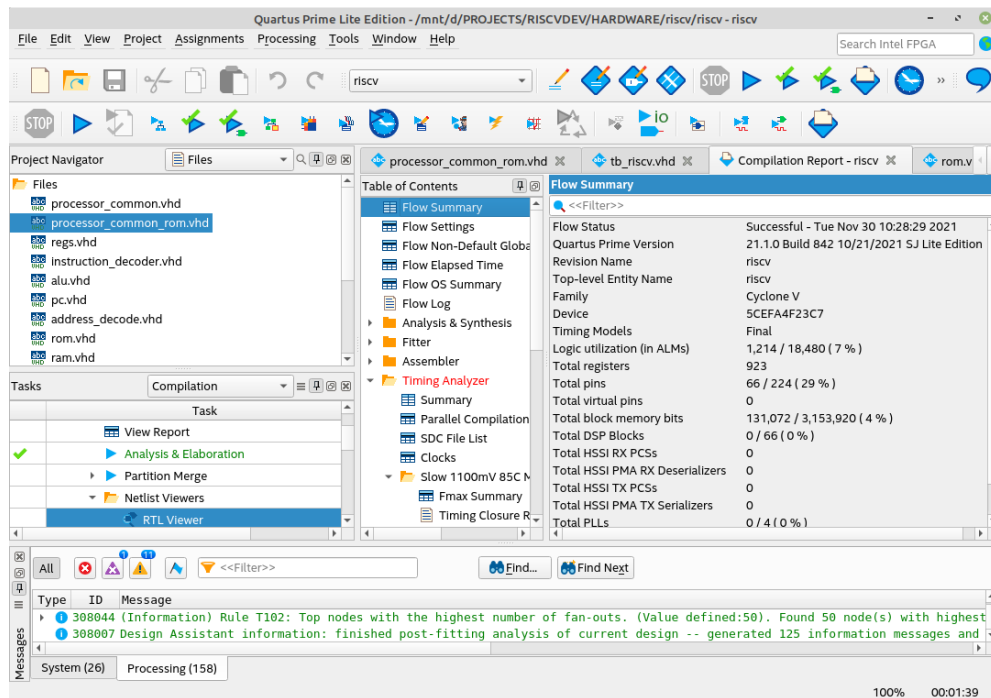 Quartus Prime Lite Edition - /mnt/d/PROJECTS/RISCVDEV/HARDWARE/riscv/riscv - riscv
File Edit View Project Assignments Processing Tools Window Help
Search Intel FPGA
riscv
STOP
»
STOP
io
Project Navigator
Files
Files
processor_common.vhd
processor_common_rom.vhd
regs.vhd
instruction_decoder.vhd
alu.vhd
pc.vhd
address_decode.vhd
rom.vhd
ram.vhd
Tasks
Compilation
Task
View Report
Analysis & Elaboration
Partition Merge
Netlist Viewers
RTL Viewer
processor_common_rom.vhd
tb_riscv.vhd
Compilation Report - riscv
rom.v
Table of Contents
Flow Summary
Flow Settings
Flow Non-Default Globa
Flow Elapsed Time
Flow OS Summary
Flow Log
Analysis & Synthesis
Fitter
Assembler
Timing Analyzer
Summary
Parallel Compilation
SDC File List
Clocks
Slow 1100mV 85C M
Fmax Summary
Timing Closure R
Flow Summary
<<Filter>>
Flow Status Successful - Tue Nov 30 10:28:29 2021
Quartus Prime Version 21.1.0 Build 842 10/21/2021 SJ Lite Edition
Revision Name riscv
Top-level Entity Name riscv
Family Cyclone V
Device 5CEFA4F23C7
Timing Models Final
Logic utilization (in ALMs) 1,214 / 18,480 ( 7 % )
Total registers 923
Total pins 66 / 224 ( 29 % )
Total virtual pins 0
Total block memory bits 131,072 / 3,153,920 ( 4 % )
Total DSP Blocks 0 / 66 ( 0 % )
Total HSSI RX PCSs 0
Total HSSI PMA RX Deserializers 0
Total HSSI TX PCSs 0
Total HSSI PMA TX Serializers 0
Total PLLs 0 / 4 ( 0 % )
Messages
All
1
11
<<Filter>>
Find...
Find Next
Type ID Message
308044 (Information) Rule T102: Top nodes with the highest number of fan-outs. (Value defined:50). Found 50 node(s) with highest
308007 Design Assistant information: finished post-fitting analysis of current design -- generated 125 information messages and
System (26)
Processing (158)
100% 00:01:39